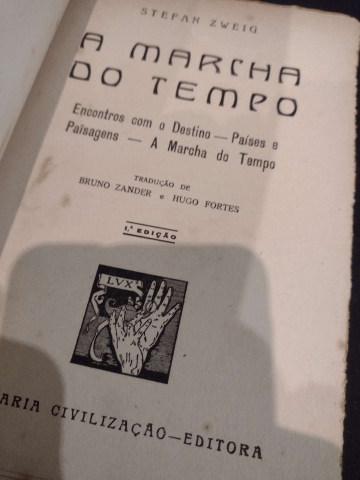 STEFAN ZWEIG
A MARCHA
DO TEMPO
Encontros com o Destino — Países e
Païsagens — A Marcha do Tempo
TRADUÇÃO DE
BRUNO ZANDER e HUGO FORTES
1.ª EDIÇÃO
LVX
ARIA CIVILIZAÇÃO—EDITORA